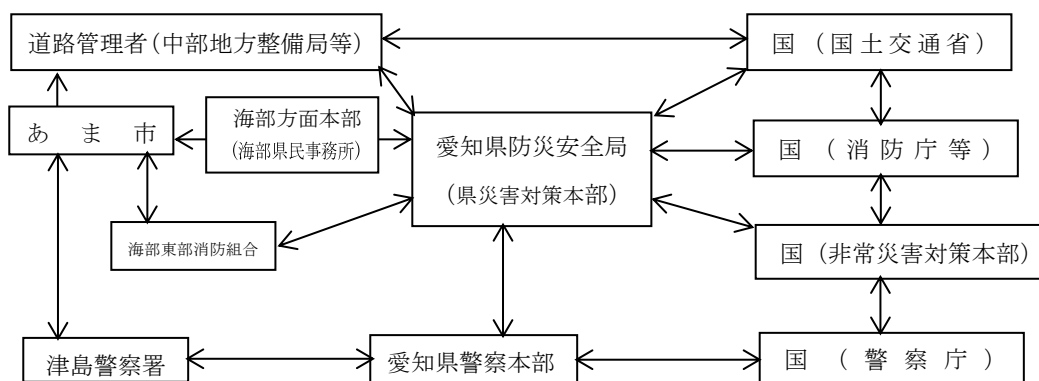 道路管理者（中部地方整備局等）
国（国土交通省）
あま市
海部方面本部
（海部県民事務所）
愛知県防災安全局
（県災害対策本部）
国（消防庁等）
海部東部消防組合
国（非常災害対策本部）
津島警察署
愛知県警察本部
国（警察庁）